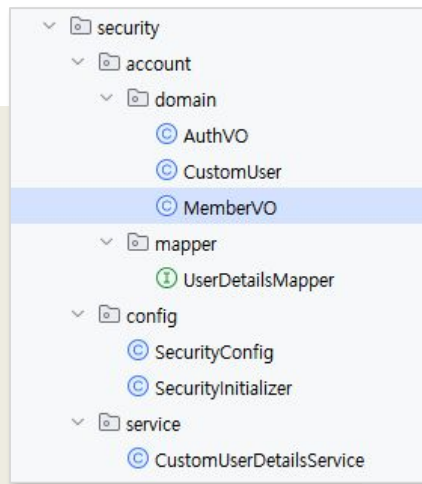 security
account
domain
AuthVO
CustomUser
MemberVO
mapper
UserDetailsMapper
config
SecurityConfig
SecurityInitializer
service
CustomUserDetailsService